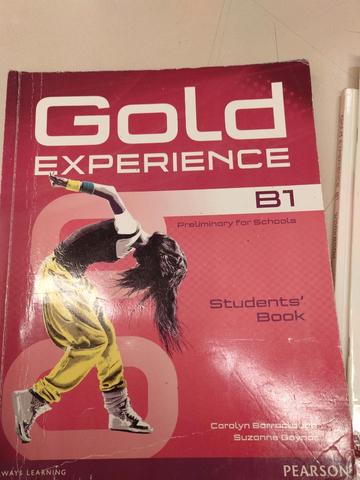 Gold
EXPERIENCE
B1
Preliminary for Schools
Students'
Book
Carolyn Barraclough
Suzanne Gaynor
WAYS LEARNING
PEARSON